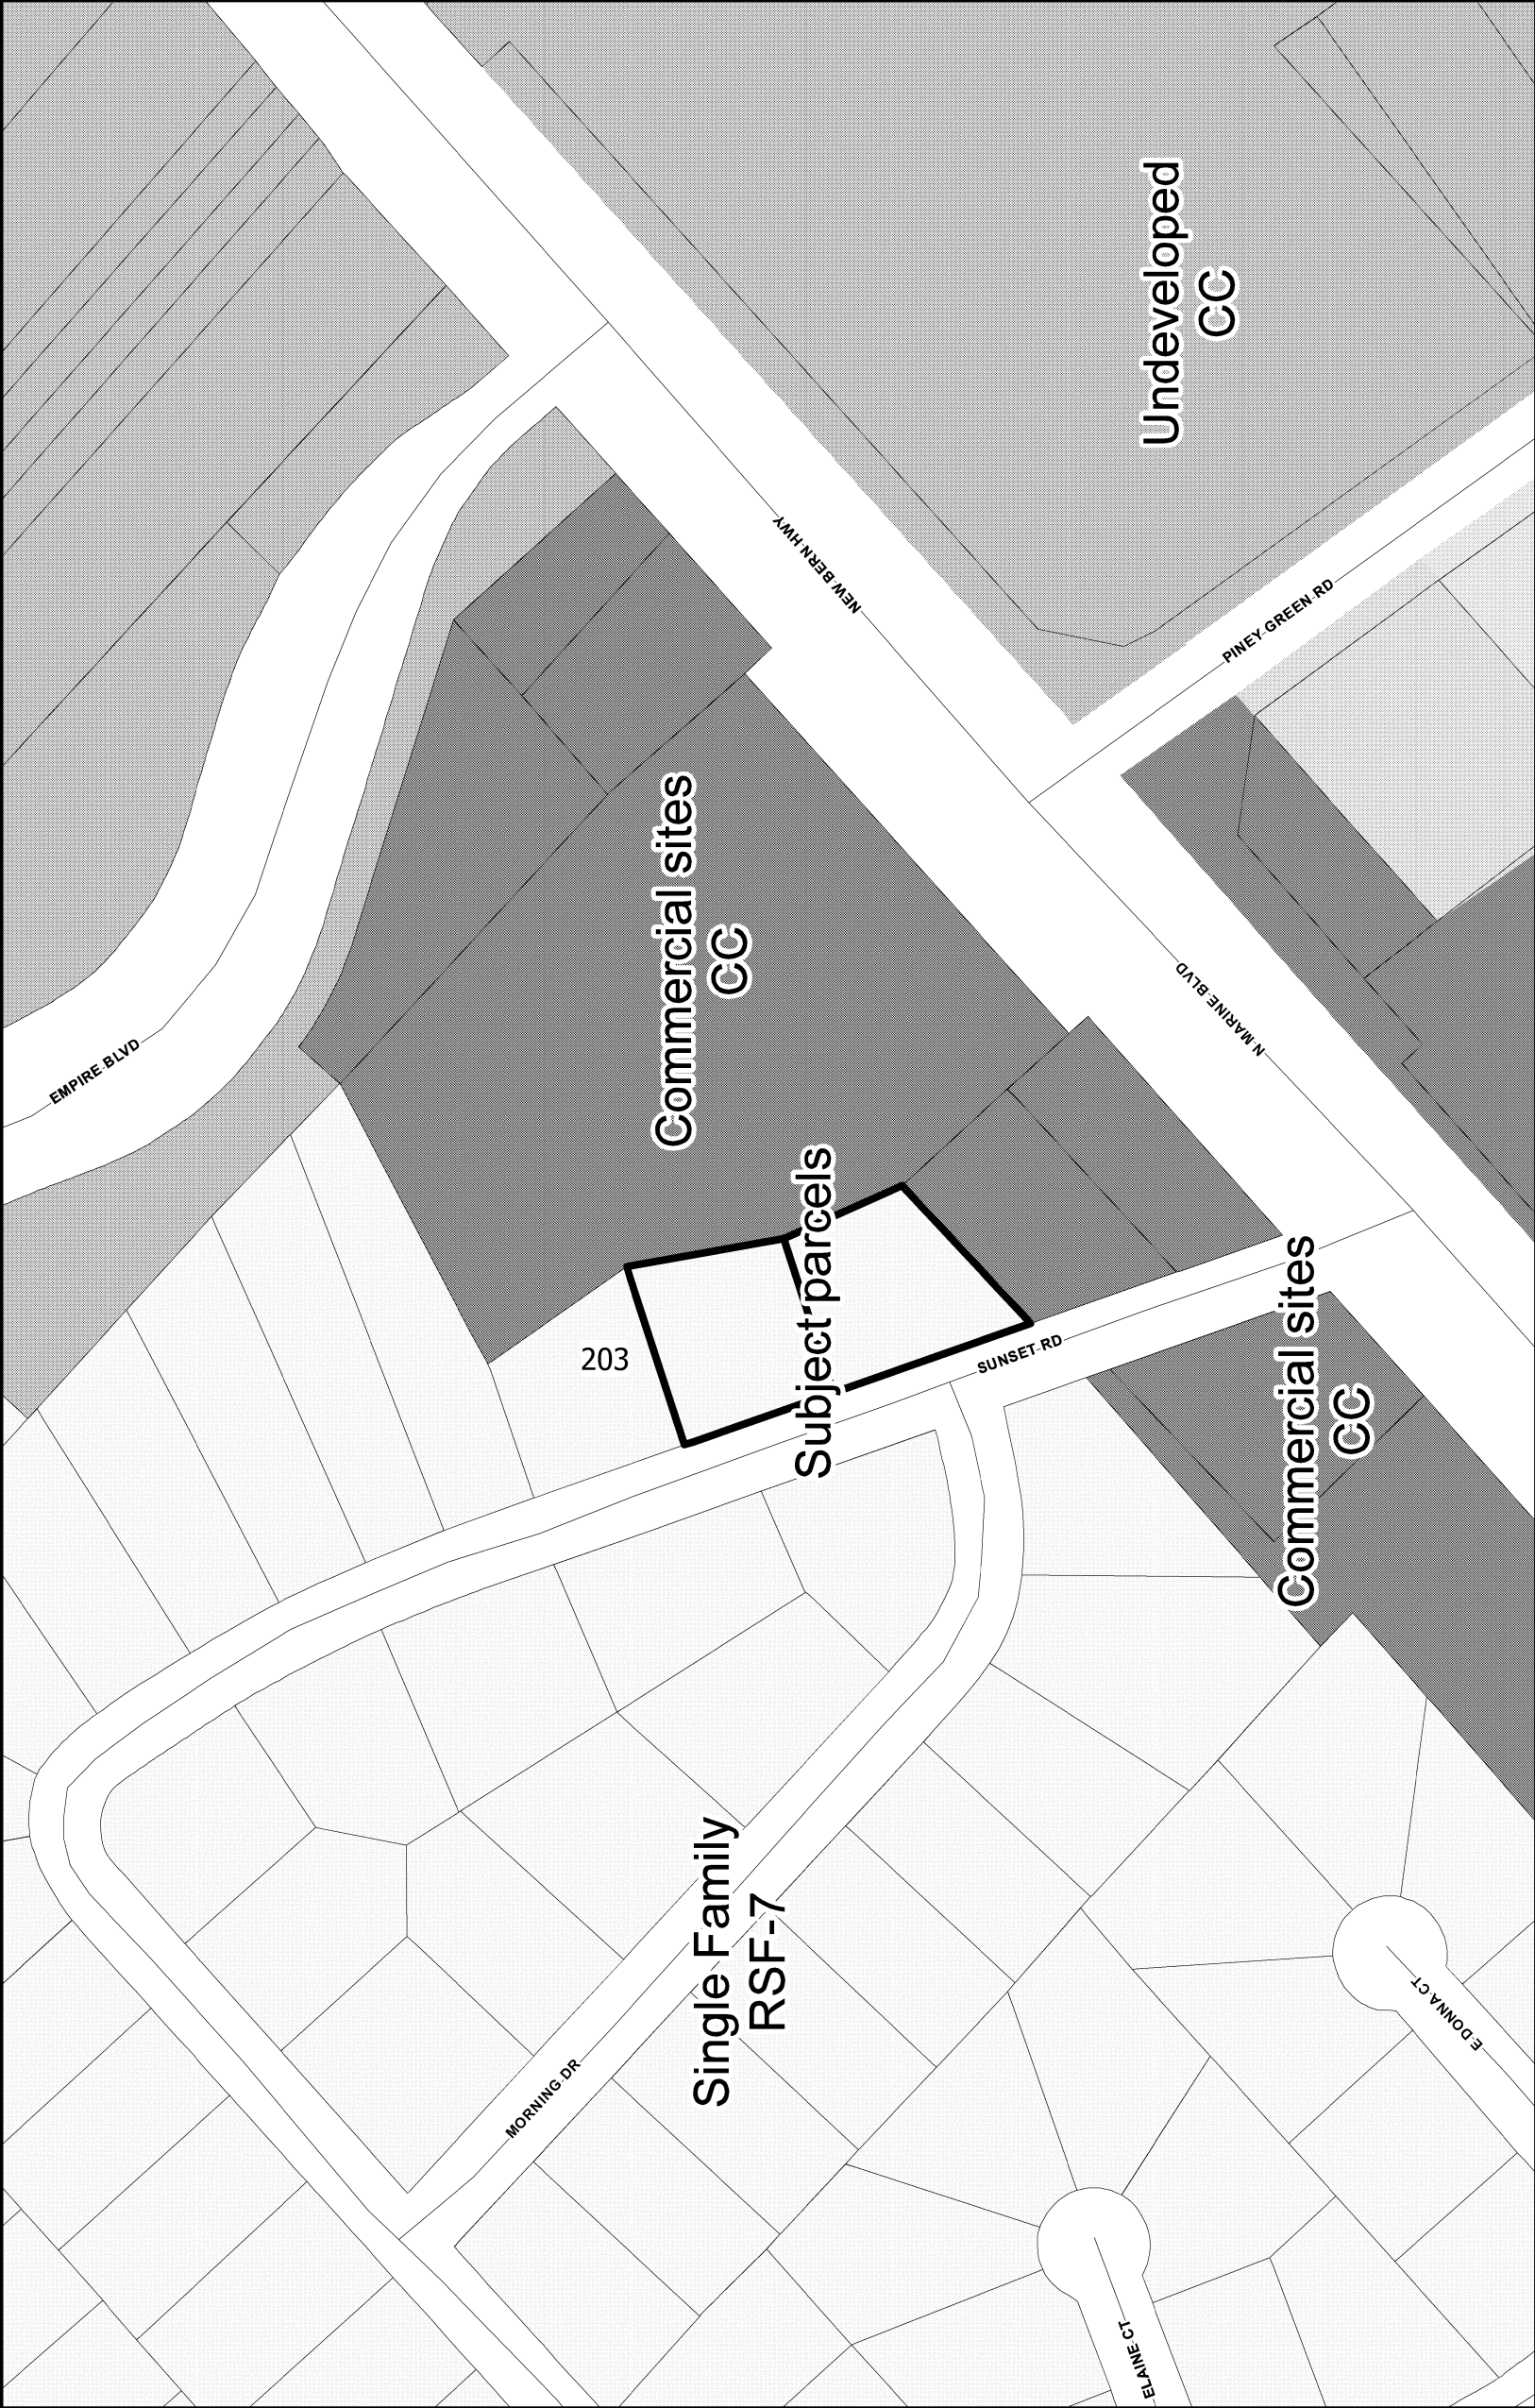 Undeveloped
CC
NEW BERN HWY
PINEY GREEN RD
Commercial sites
CC
N MARINE BLVD
EMPIRE BLVD
Subject parcels
203
SUNSET RD
Commercial sites
CC
Single Family
RSF-7
MORNING DR
E DONNA CT
ELAINE CT